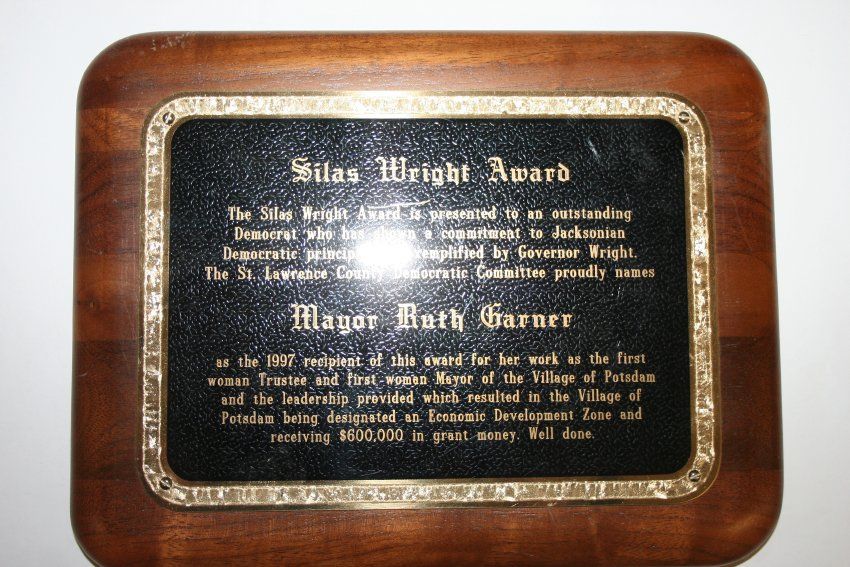 Silas Wright Award
The Silas Wright Award is presented to an outstanding
Democrat who has shown a commitment to Jacksonian
Democratic princip exemplified by Governor Wright.
The St. Lawrence County Democratic Committee proudly names
Mayor Ruth Garner
as the 1997 recipient of this award for her work as the first
woman Trustee and first woman Mayor of the Village of Potsdam
and the leadership provided which resulted in the Village of
Potsdam being designated an Economic Development Zone and
receiving $600,000 in grant money. Well done.